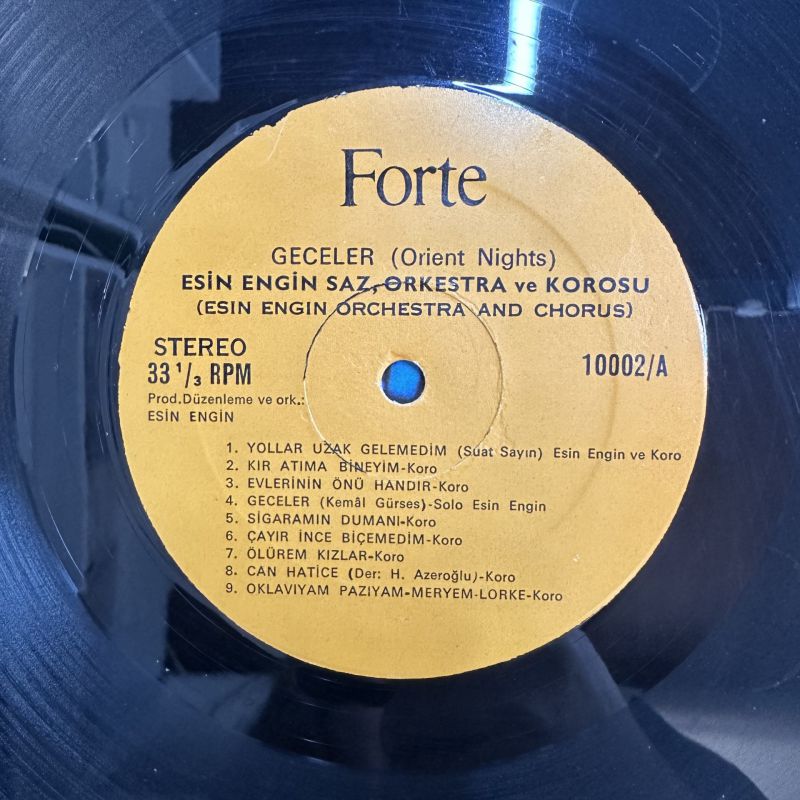 Forte
GECELER (Orient Nights)
ESİN ENGİN SAZ, ORKESTRA ve KOROSU
(ESIN ENGIN ORCHESTRA AND CHORUS)
STEREO
33 1/3 RPM
10002/A
Prod.Düzenleme ve ork.:
ESİN ENGİN
1. YOLLAR UZAK GELEMEDİM (Suat Sayın) Esin Engin ve Koro
2. KIR ATIMA BİNEYİM-Koro
3. EVLERİNİN ÖNÜ HANDIR-Koro
4. GECELER (Kemâl Gürses)-Solo Esin Engin
5. SİGARAMIN DUMANI-Koro
6. ÇAYIR İNCE BİÇEMEDİM-Koro
7. ÖLÜREM KIZLAR-Koro
8. CAN HATİCE (Der: H. Azeroğlu)-Koro
9. OKLAVIYAM PAZIYAM-MERYEM-LORKE-Koro